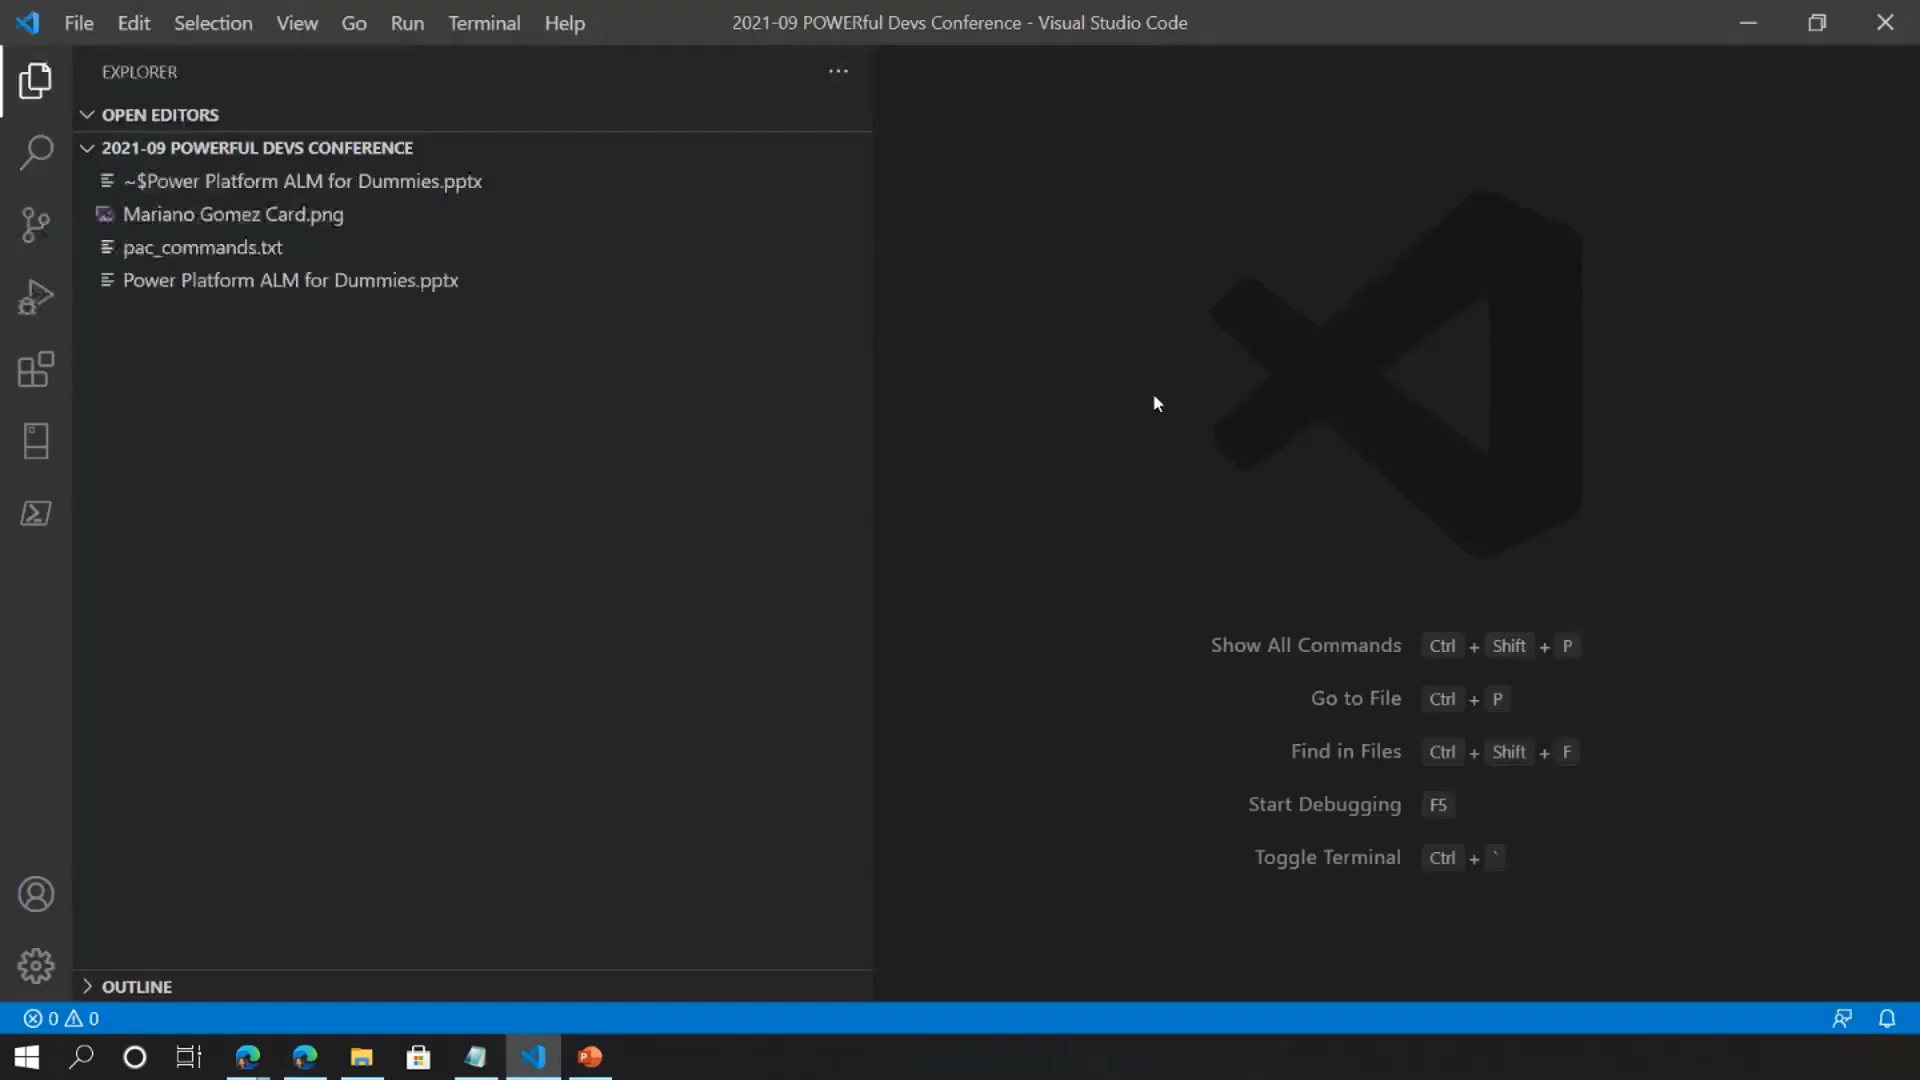 File Edit Selection View Go Run Terminal Help
2021-09 POWERful Devs Conference - Visual Studio Code
EXPLORER
OPEN EDITORS
2021-09 POWERFUL DEVS CONFERENCE
~$Power Platform ALM for Dummies.pptx
Mariano Gomez Card.png
pac_commands.txt
Power Platform ALM for Dummies.pptx
Show All Commands Ctrl + Shift + P
Go to File Ctrl + P
Find in Files Ctrl + Shift + F
Start Debugging F5
Toggle Terminal Ctrl + `
OUTLINE
0 0